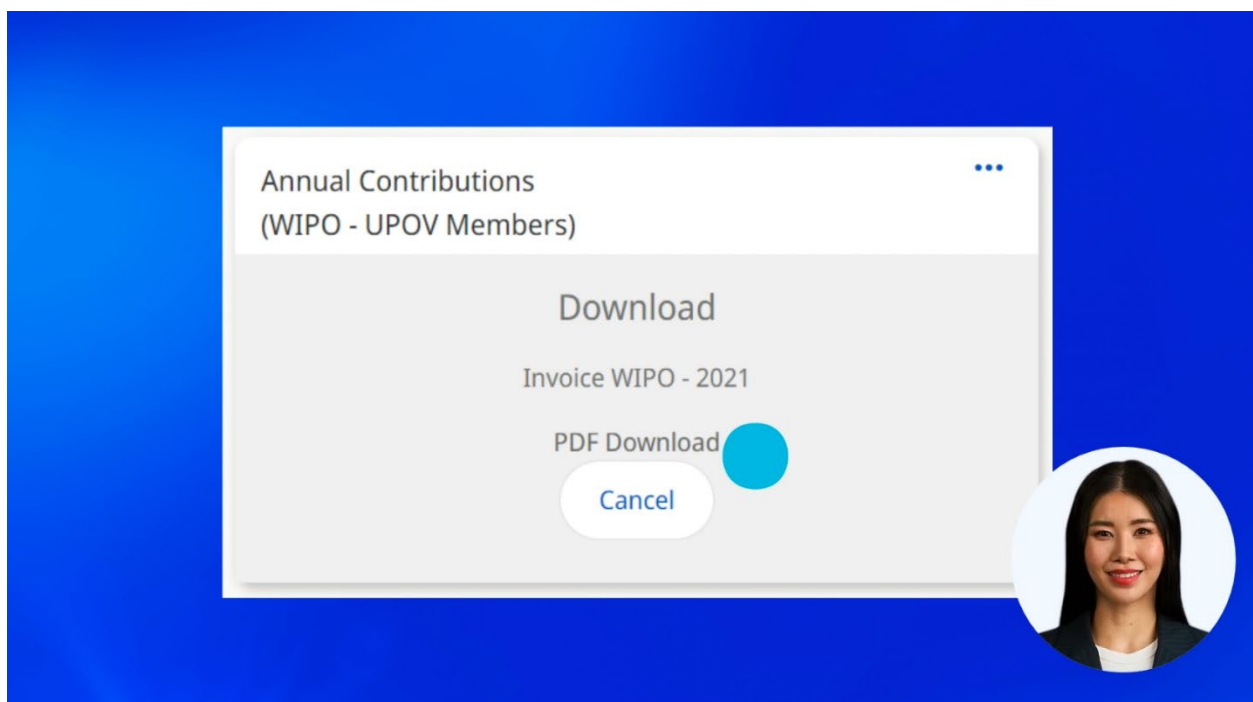 Annual Contributions
(WIPO - UPOV Members)
Download
Invoice WIPO - 2021
PDF Download
Cancel